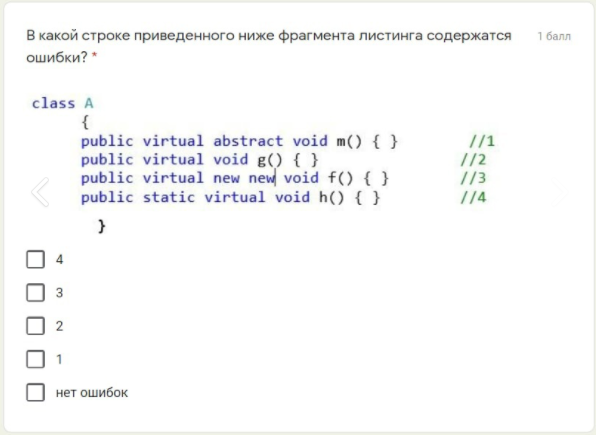 В какой строке приведенного ниже фрагмента листинга содержатся 1 балл
ошибки? *
class A
{
public virtual abstract void m() { } //1
public virtual void g() { } //2
public virtual new new void f() { } //3
public static virtual void h() { } //4
}
4
3
2
1
нет ошибок